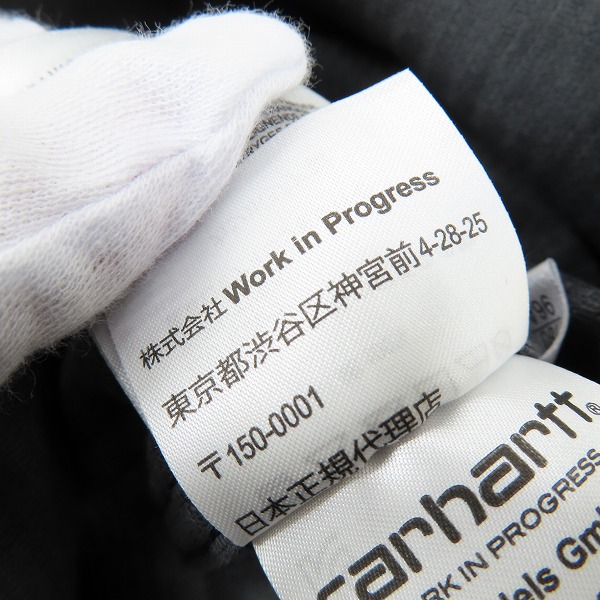 株式会社 Work in Progress
東京都渋谷区神宮前4-28-25
〒150-0001
日本正規代理店
carhartt®
WORK IN PROGRESS
96